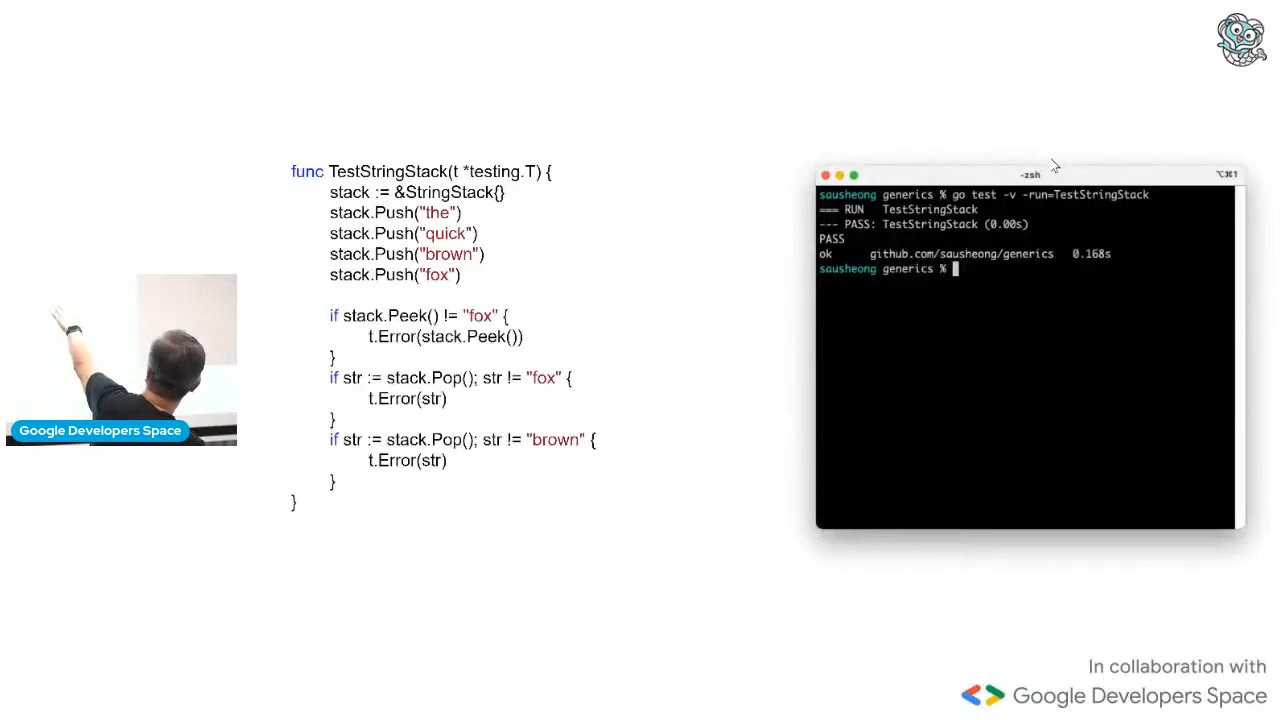 func TestStringStack(t *testing.T) {
stack := &StringStack{}
stack.Push("the")
stack.Push("quick")
stack.Push("brown")
stack.Push("fox")
if stack.Peek() != "fox" {
t.Error(stack.Peek())
}
if str := stack.Pop(); str != "fox" {
t.Error(str)
}
if str := stack.Pop(); str != "brown" {
t.Error(str)
}
}
Google Developers Space
-zsh
⌥⌘1
sausheong generics % go test -v -run=TestStringStack
=== RUN TestStringStack
--- PASS: TestStringStack (0.00s)
PASS
ok github.com/sausheong/generics 0.168s
sausheong generics %
In collaboration with
Google Developers Space